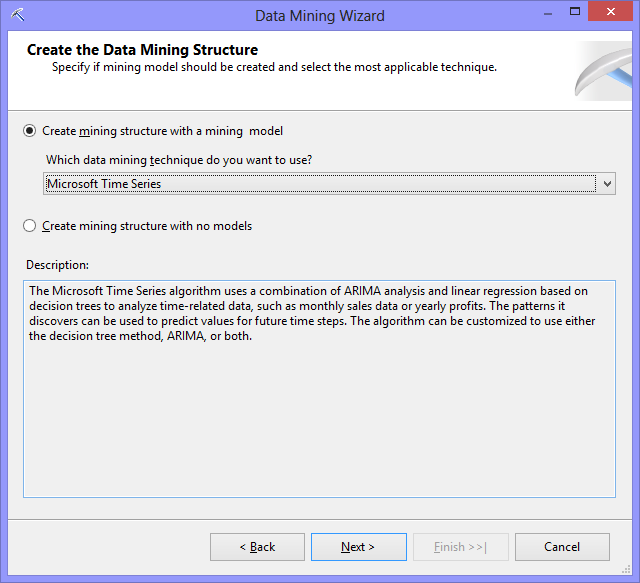 Data Mining Wizard
Create the Data Mining Structure
Specify if mining model should be created and select the most applicable technique.
Create mining structure with a mining  model
Which data mining technique do you want to use?
Microsoft Time Series
Create mining structure with no models
Description:
The Microsoft Time Series algorithm uses a combination of ARIMA analysis and linear regression based on
decision trees to analyze time-related data, such as monthly sales data or yearly profits. The patterns it
discovers can be used to predict values for future time steps. The algorithm can be customized to use either
the decision tree method, ARIMA, or both.
< Back
Next >
Finish >>|
Cancel